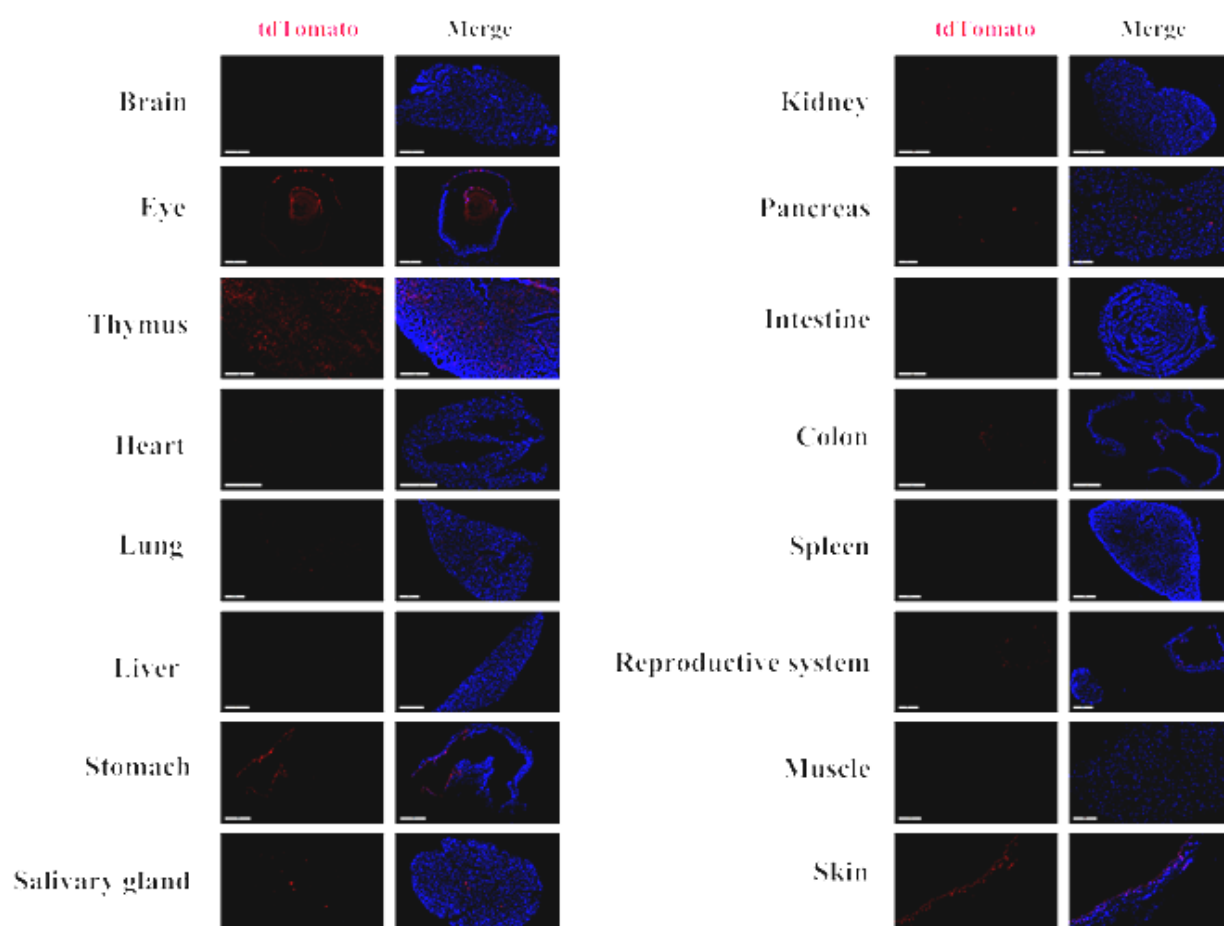 tdTomato Merge tdTomato Merge
Brain Kidney
Eye Pancreas
Thymus Intestine
Heart Colon
Lung Spleen
Liver Reproductive system
Stomach Muscle
Salivary gland Skin